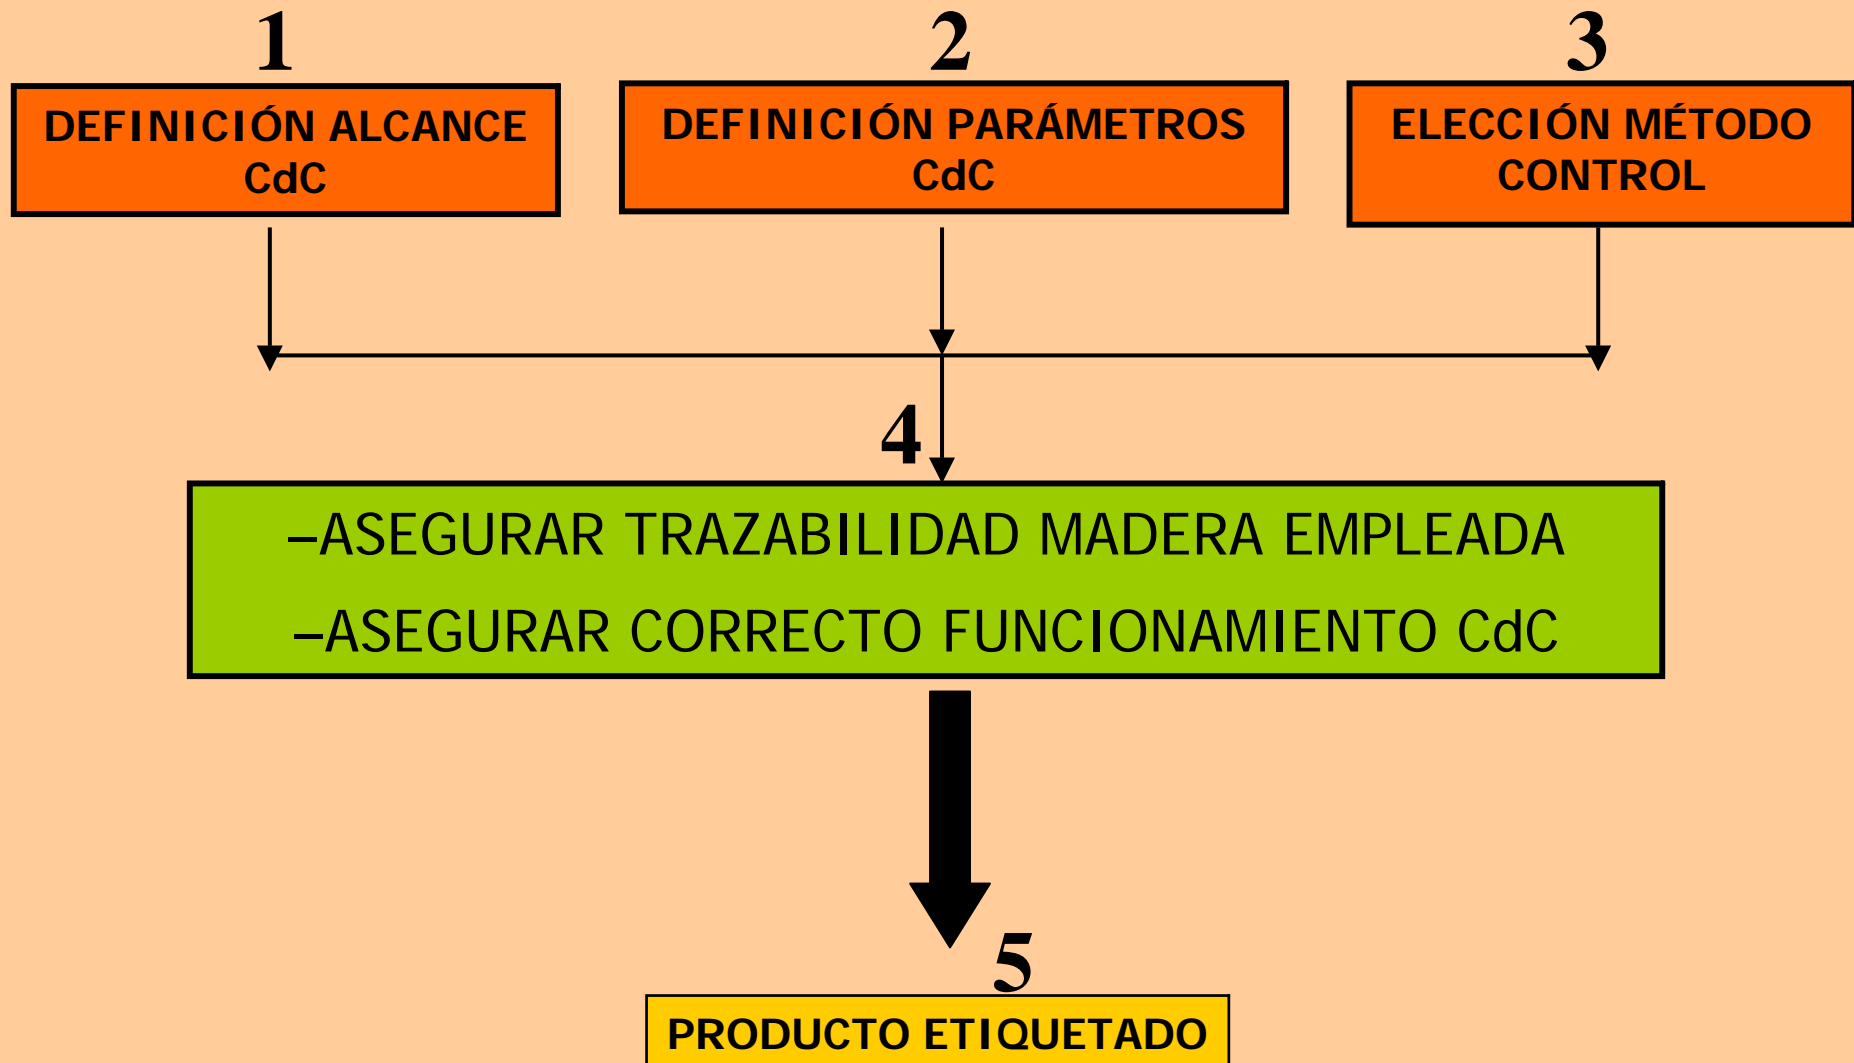 1
DEFINICIÓN ALCANCE
CdC
2
DEFINICIÓN PARÁMETROS
CdC
3
ELECCIÓN MÉTODO
CONTROL
4
–ASEGURAR TRAZABILIDAD MADERA EMPLEADA
–ASEGURAR CORRECTO FUNCIONAMIENTO CdC
5
PRODUCTO ETIQUETADO